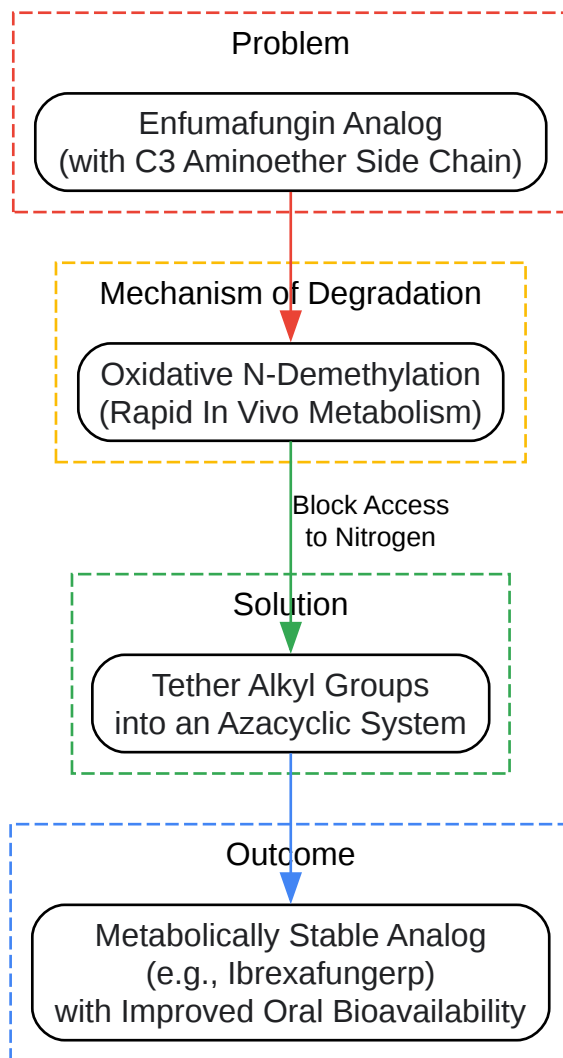 Problem
Enfumafungin Analog
(with C3 Aminoether Side Chain)
Mechanism of Degradation
Oxidative N-Demethylation
(Rapid In Vivo Metabolism)
Block Access
to Nitrogen
Solution
Tether Alkyl Groups
into an Azacyclic System
Outcome
Metabolically Stable Analog
(e.g., Ibrexafungerp)
with Improved Oral Bioavailability